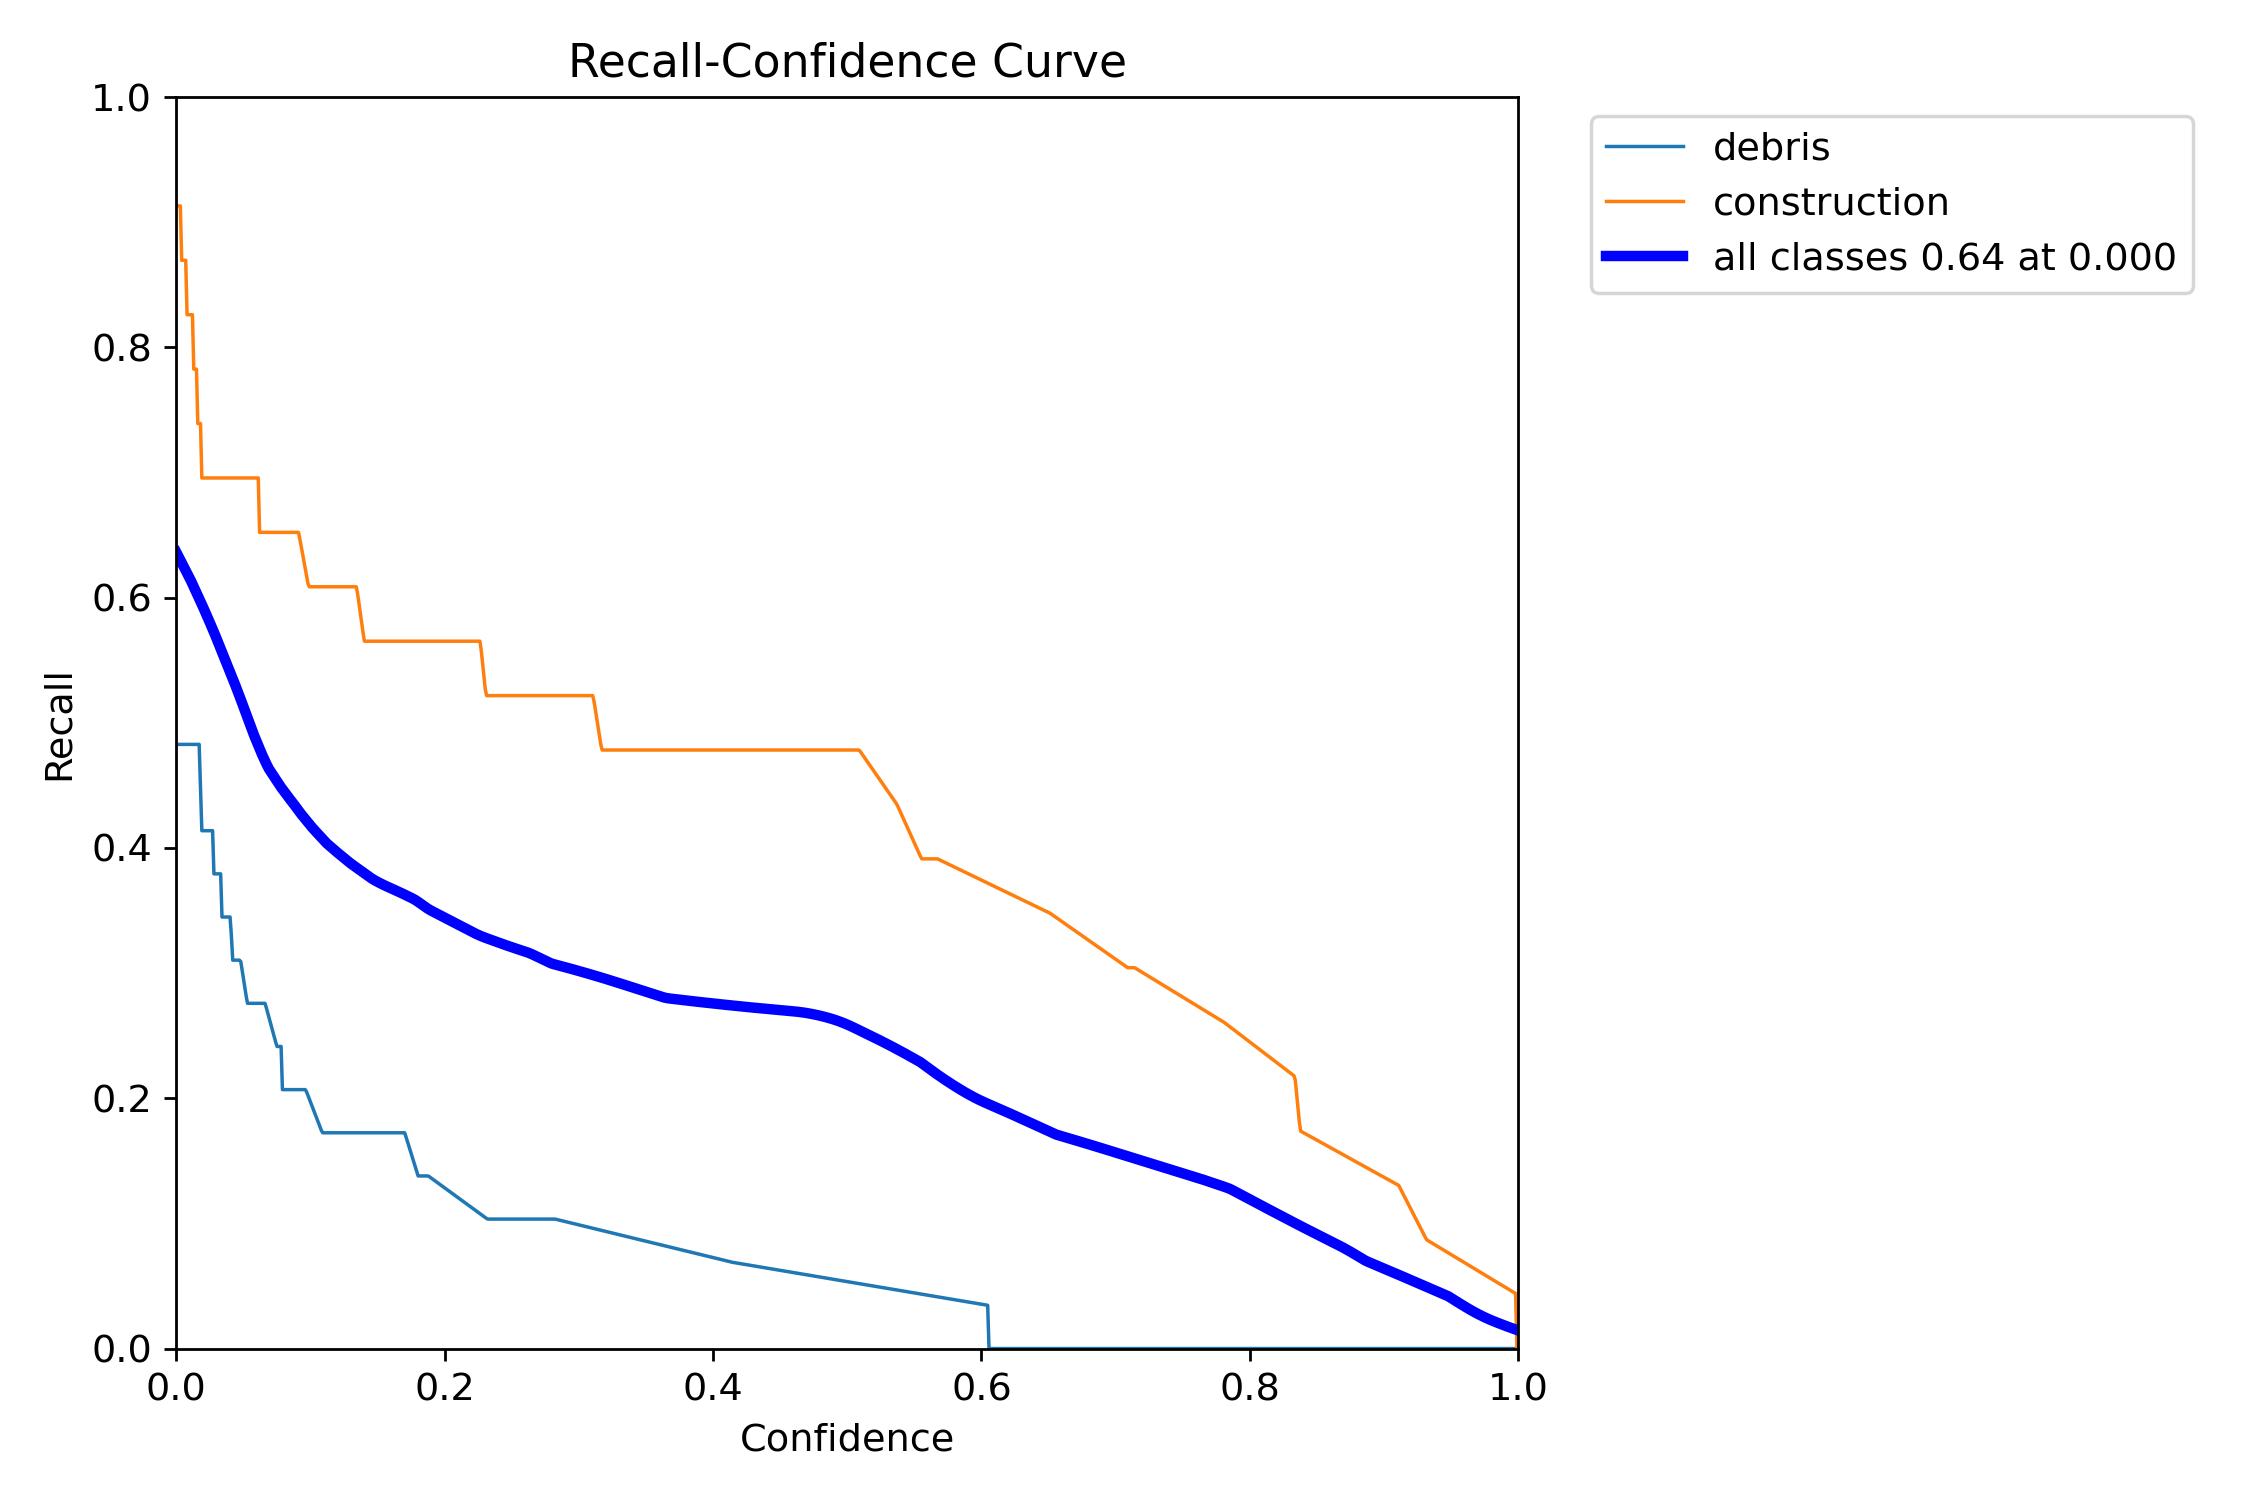 Recall-Confidence Curve
debris
construction
all classes 0.64 at 0.000
1.0
0.8
0.6
0.4
0.2
0.0
Recall
0.0 0.2 0.4 0.6 0.8 1.0
Confidence